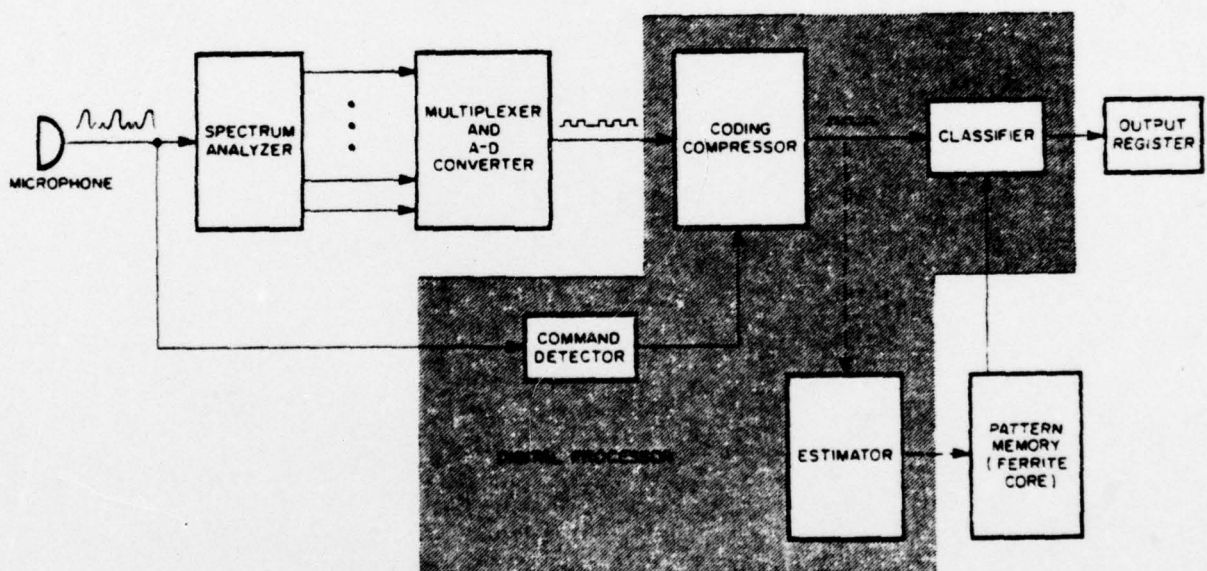 MICROPHONE
SPECTRUM
ANALYZER
MULTIPLEXER
AND
A-D
CONVERTER
CODING
COMPRESSOR
CLASSIFIER
OUTPUT
REGISTER
COMMAND
DETECTOR
DIGITAL PROCESSOR
ESTIMATOR
PATTERN
MEMORY
(FERRITE
CORE)